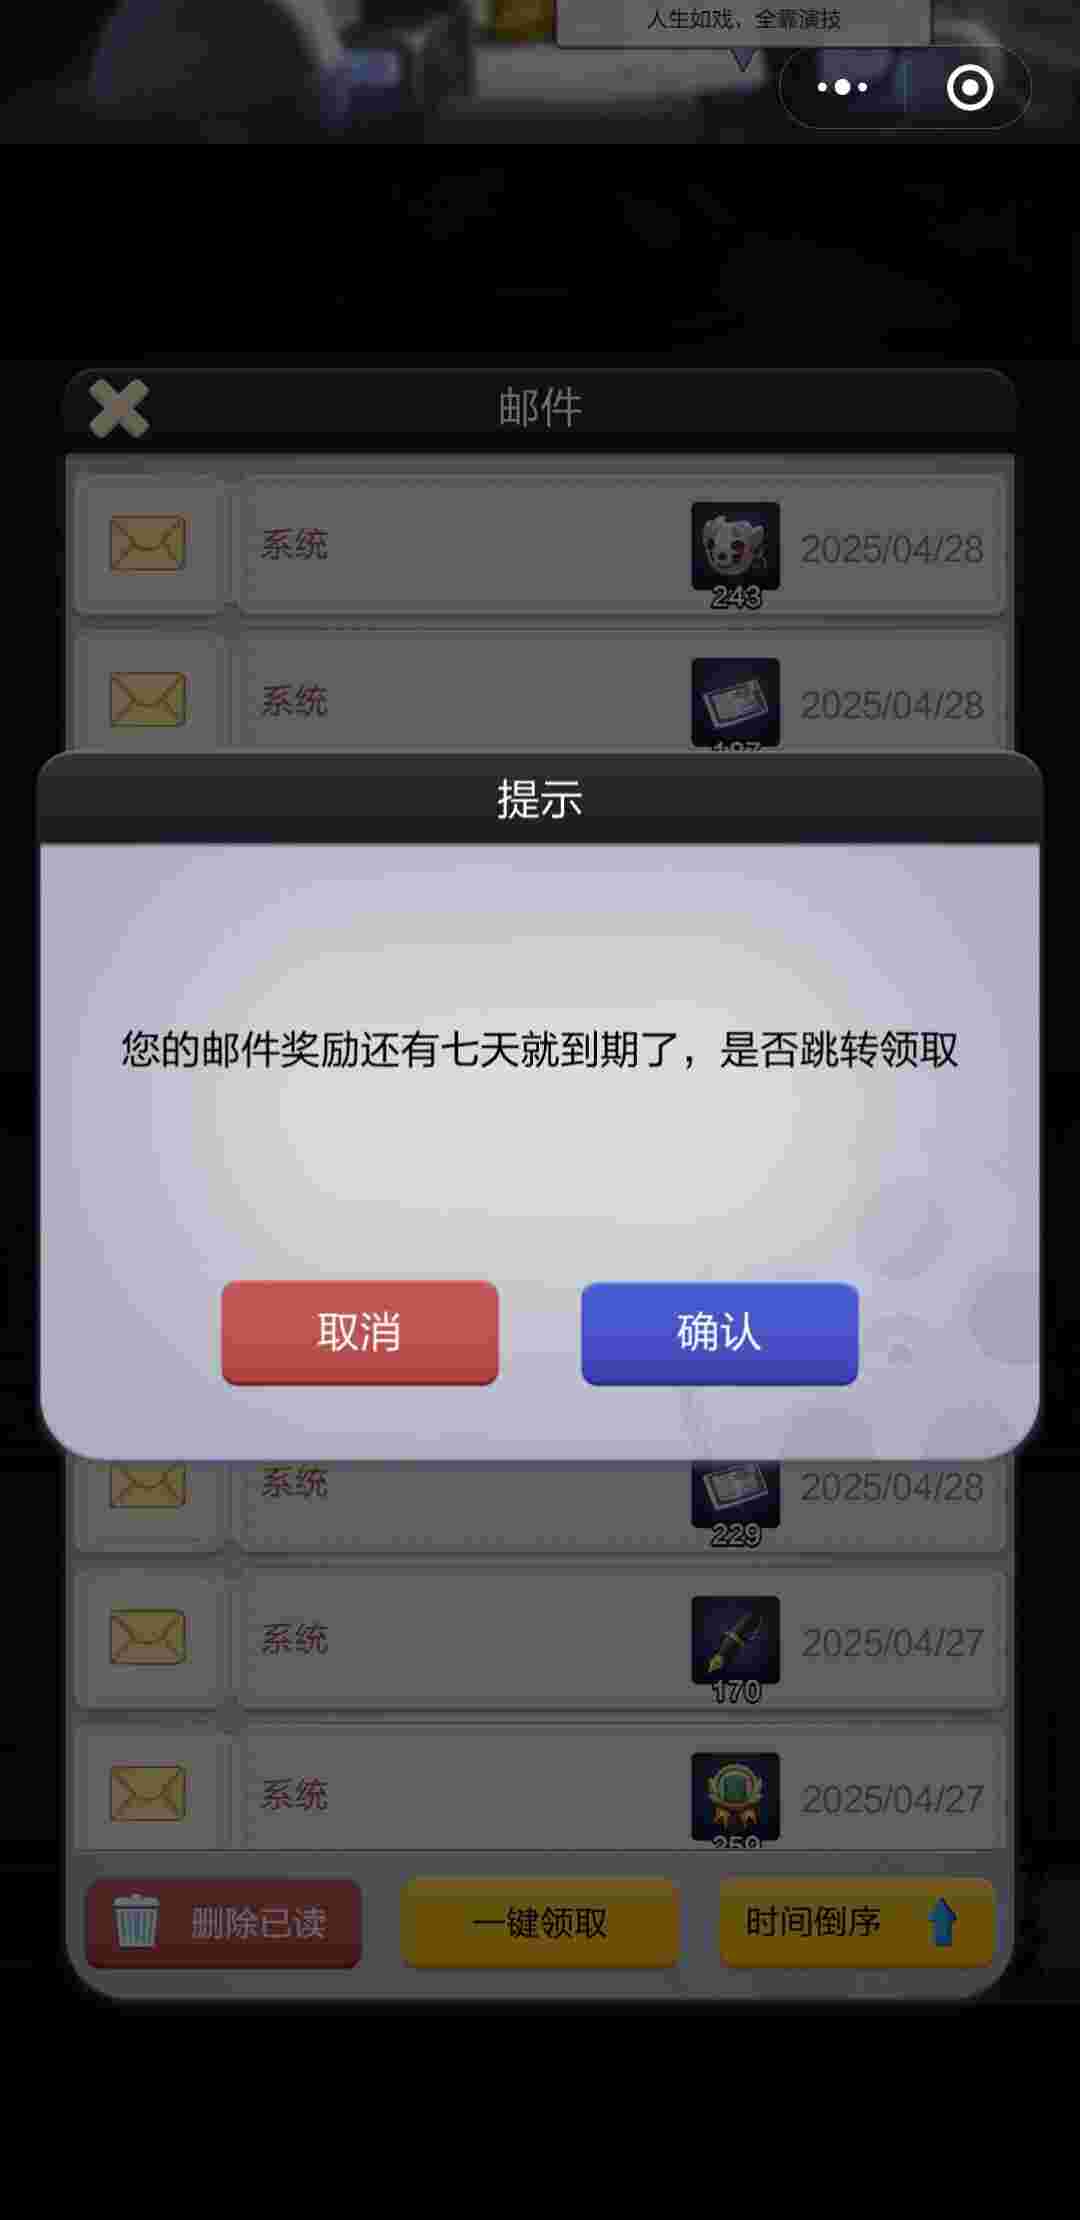 人生如戏，全靠演技
邮件
系统
2025/04/28
243
系统
2025/04/28
提示
您的邮件奖励还有七天就到期了，是否跳转领取
取消
确认
系统
2025/04/28
229
系统
2025/04/27
170
系统
2025/04/27
删除已读
一键领取
时间倒序